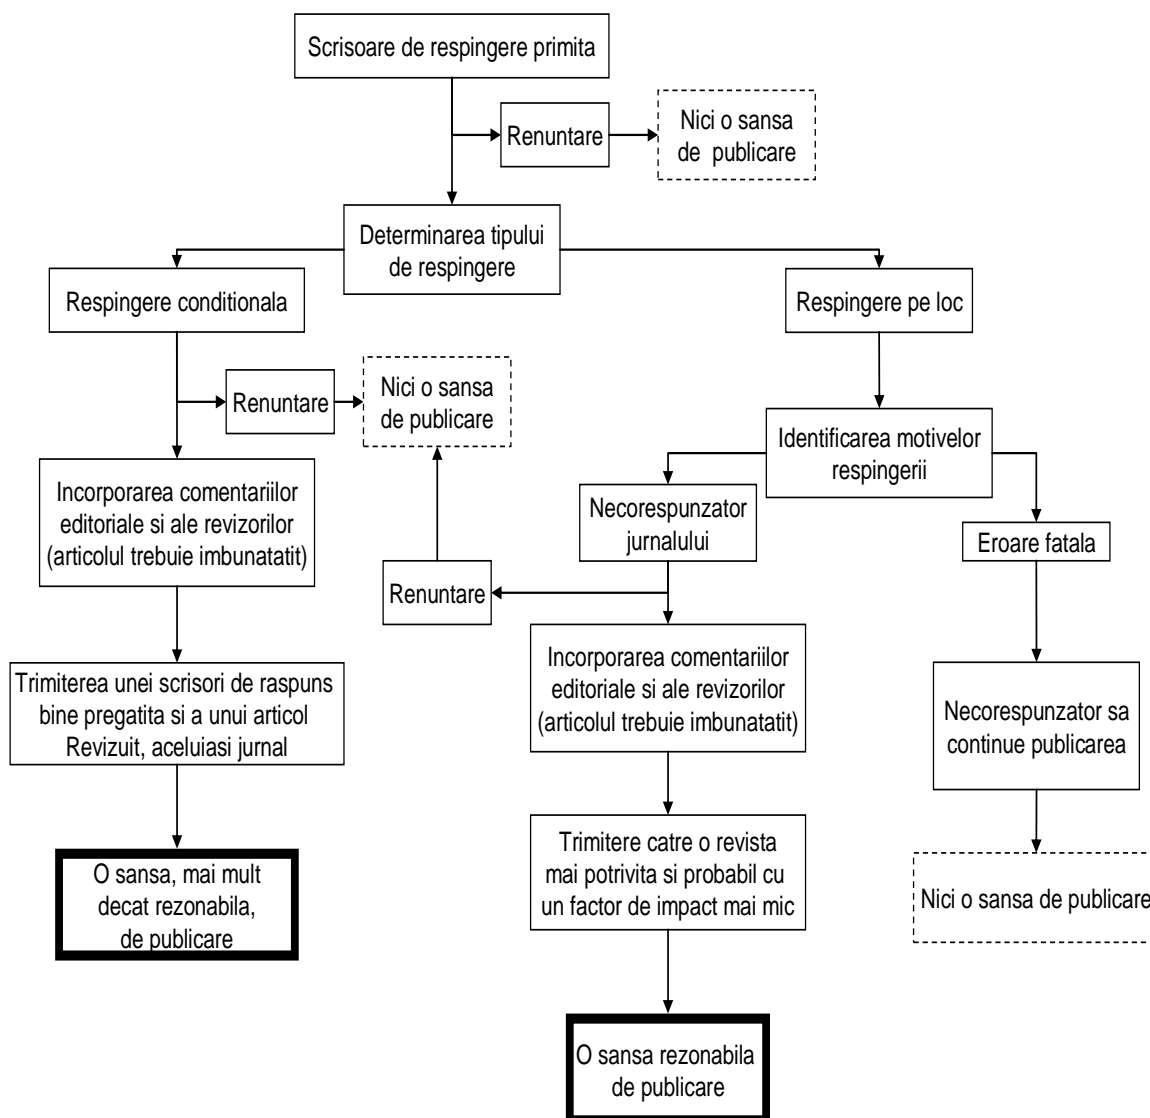 Scrisoare de respingere primita
Renuntare
Nici o sansa
de publicare
Determinarea tipului
de respingere
Respingere conditionala
Respingere pe loc
Renuntare
Nici o sansa
de publicare
Identificarea motivelor
respingerii
Incorporarea comentariilor
editoriale si ale revizorilor
(articolul trebuie imbunatatit)
Necorespunzator
jurnalului
Eroare fatala
Renuntare
Incorporarea comentariilor
editoriale si ale revizorilor
(articolul trebuie imbunatatit)
Trimiterea unei scrisori de raspuns
bine pregatita si a unui articol
Revizuit, aceluiasi jurnal
Necorespunzator sa
continue publicarea
Trimitere catre o revista
mai potrivita si probabil cu
un factor de impact mai mic
O sansa, mai mult
decat rezonabila,
de publicare
Nici o sansa de publicare
O sansa rezonabila
de publicare